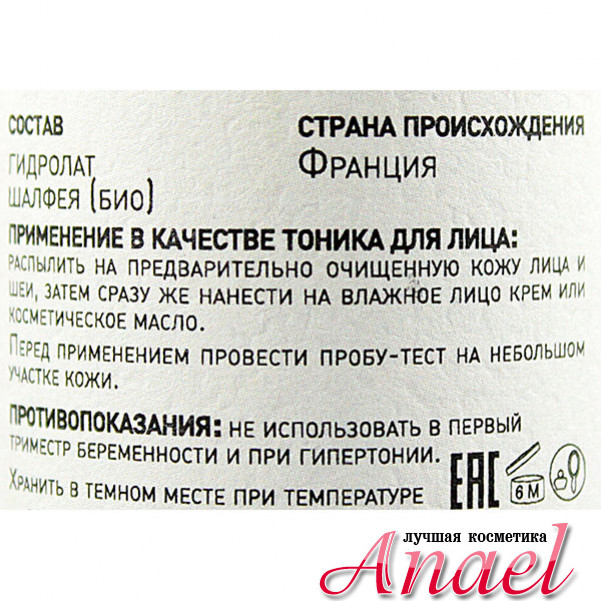 СОСТАВ
ГИДРОЛАТ
ШАЛФЕЯ (БИО)
СТРАНА ПРОИСХОЖДЕНИЯ
ФРАНЦИЯ
ПРИМЕНЕНИЕ В КАЧЕСТВЕ ТОНИКА ДЛЯ ЛИЦА:
РАСПЫЛИТЬ НА ПРЕДВАРИТЕЛЬНО ОЧИЩЕННУЮ КОЖУ ЛИЦА И
ШЕИ, ЗАТЕМ СРАЗУ ЖЕ НАНЕСТИ НА ВЛАЖНОЕ ЛИЦО КРЕМ ИЛИ
КОСМЕТИЧЕСКОЕ МАСЛО.
ПЕРЕД ПРИМЕНЕНИЕМ ПРОВЕСТИ ПРОБУ-ТЕСТ НА НЕБОЛЬШОМ
УЧАСТКЕ КОЖИ.
ПРОТИВОПОКАЗАНИЯ: НЕ ИСПОЛЬЗОВАТЬ В ПЕРВЫЙ
ТРИМЕСТР БЕРЕМЕННОСТИ И ПРИ ГИПЕРТОНИИ.
ХРАНИТЬ В ТЕМНОМ МЕСТЕ ПРИ ТЕМПЕРАТУРЕ
EAC
6 M
лучшая косметика
Anael